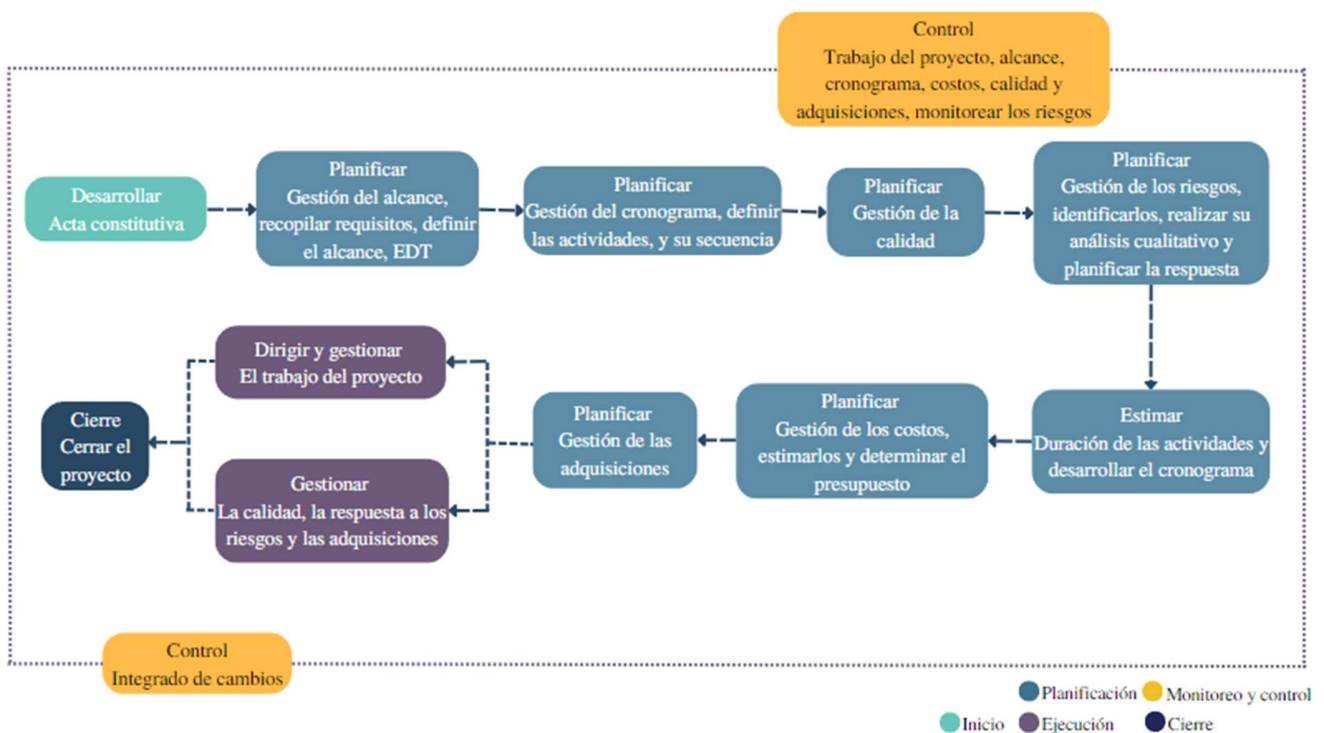 Control
Trabajo del proyecto, alcance,
cronograma, costos, calidad y
adquisiciones, monitorear los riesgos
Desarrollar
Acta constitutiva
Planificar
Gestión del alcance,
recopilar requisitos, definir
el alcance, EDT
Planificar
Gestión del cronograma, definir
las actividades, y su secuencia
Planificar
Gestión de la
calidad
Planificar
Gestión de los riesgos,
identificarlos, realizar su
análisis cualitativo y
planificar la respuesta
Estimar
Duración de las actividades y
desarrollar el cronograma
Planificar
Gestión de los costos,
estimarlos y determinar el
presupuesto
Planificar
Gestión de las
adquisiciones
Dirigir y gestionar
El trabajo del proyecto
Gestionar
La calidad, la respuesta a los
riesgos y las adquisiciones
Cierre
Cerrar el
proyecto
Control
Integrado de cambios
Planificación
Monitoreo y control
Inicio
Ejecución
Cierre